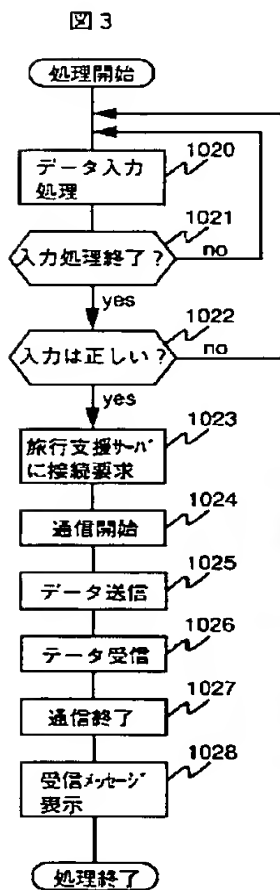 図 3
処理開始
データ入力
処理
1020
入力処理終了？
1021
no
yes
入力は正しい？
1022
no
yes
旅行支援サーバ
に接続要求
1023
通信開始
1024
データ送信
1025
テータ受信
1026
通信終了
1027
受信メッセージ
表示
1028
処理終了